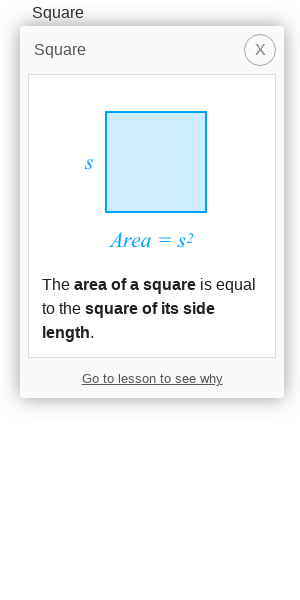 Square
Square
X
s
Area = s²
The area of a square is equal
to the square of its side
length.
Go to lesson to see why